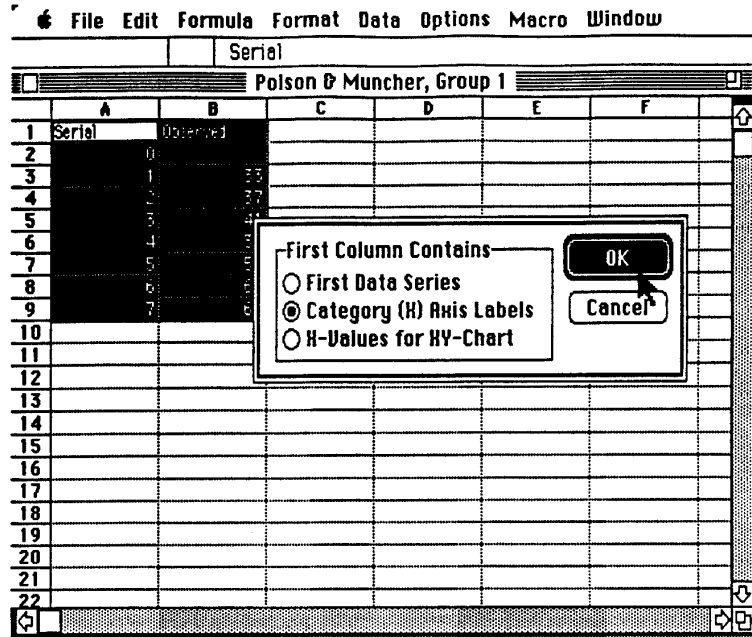 File Edit Formula Format Data Options Macro Window
Serial
Polson & Muncher, Group 1
A B C D E F
1 Serial Observed
2 0
3 1 33
4 2 37
5 3 41
6 4
7 5
8 6
9 7
10
11
12
13
14
15
16
17
18
19
20
21
22
First Column Contains
First Data Series
Category (X) Axis Labels
X-Values for XY-Chart
OK
Cancel